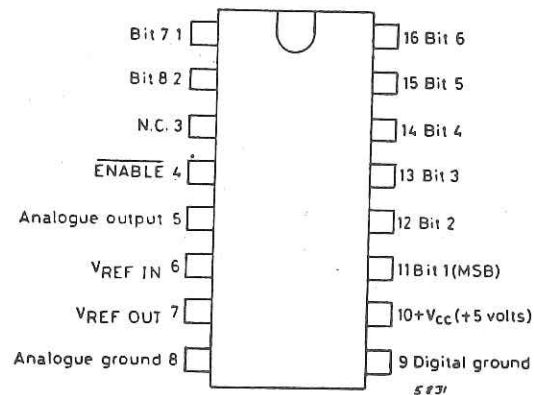 Bit 7 1
Bit 8 2
N.C. 3
ENABLE 4
Analogue output 5
VREF IN 6
VREF OUT 7
Analogue ground 8
16 Bit 6
15 Bit 5
14 Bit 4
13 Bit 3
12 Bit 2
11 Bit 1 (MSB)
10 +Vcc (+5 volts)
9 Digital ground
5831